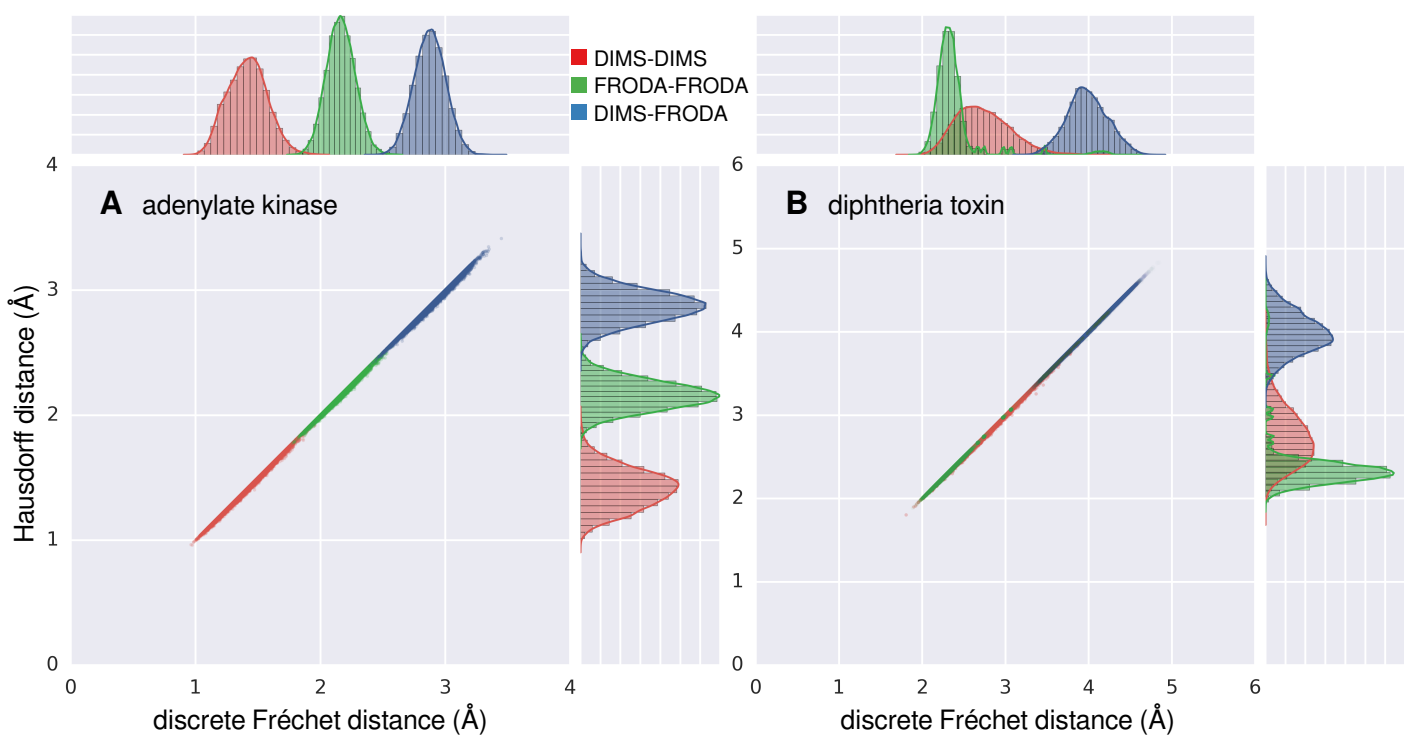 DIMS-DIMS
FRODA-FRODA
DIMS-FRODA
A adenylate kinase
B diphtheria toxin
Hausdorff distance (Å)
4
3
2
1
0
0 1 2 3 4
discrete Fréchet distance (Å)
6
5
4
3
2
1
0
0 1 2 3 4 5 6
discrete Fréchet distance (Å)